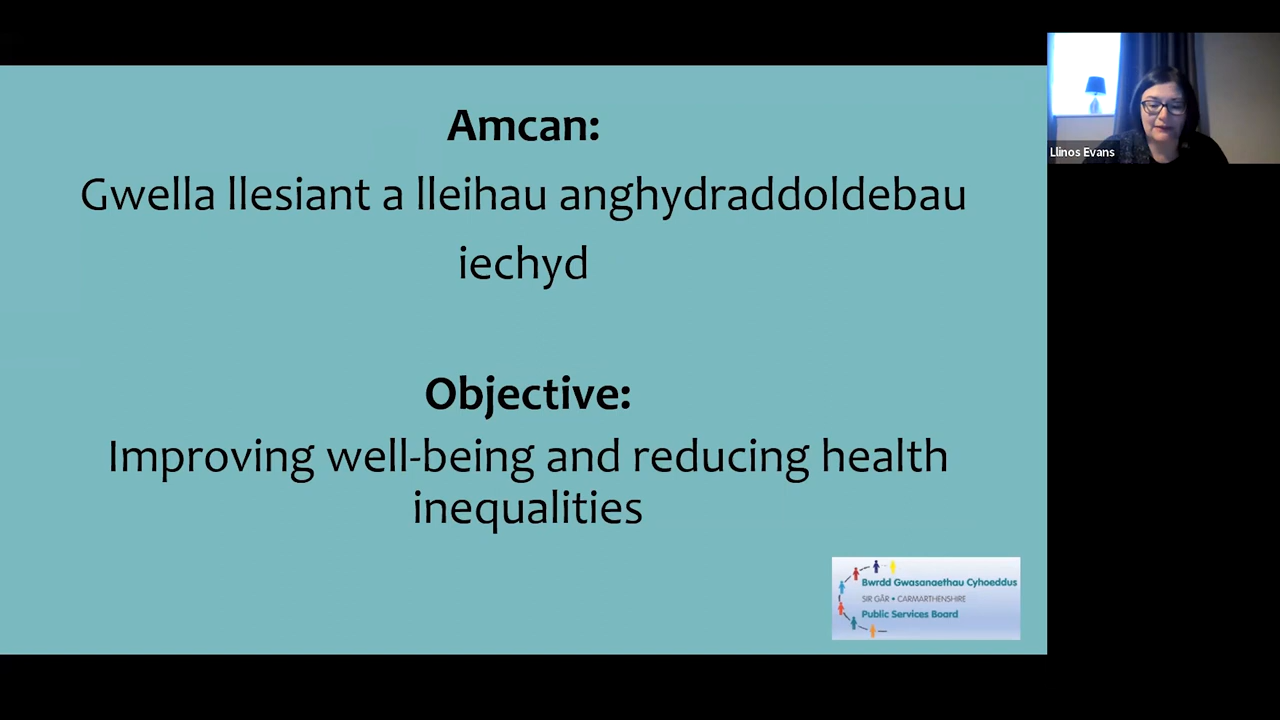 Amcan:
Gwella llesiant a lleihau anghydraddoldebau
iechyd
Objective:
Improving well-being and reducing health
inequalities
Bwrdd Gwasanaethau Cyhoeddus
SIR GÂR • CARMARTHENSHIRE
Public Services Board
Llinos Evans